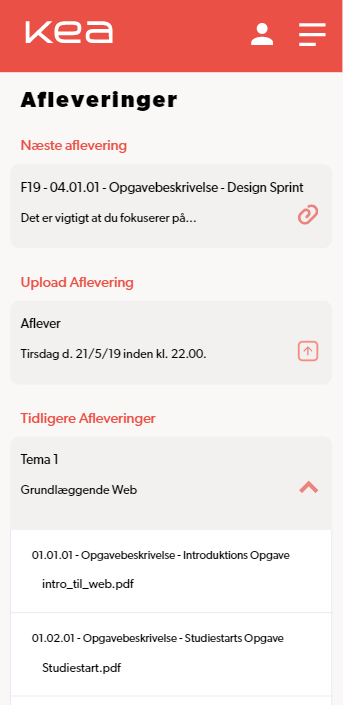 kea
Afleveringer
Næste aflevering
F19 - 04.01.01 - Opgavebeskrivelse - Design Sprint
Det er vigtigt at du fokuserer på...
Upload Aflevering
Aflever
Tirsdag d. 21/5/19 inden kl. 22.00.
Tidligere Afleveringer
Tema 1
Grundlæggende Web
01.01.01 - Opgavebeskrivelse - Introduktions Opgave
intro_til_web.pdf
01.02.01 - Opgavebeskrivelse - Studiestarts Opgave
Studiestart.pdf